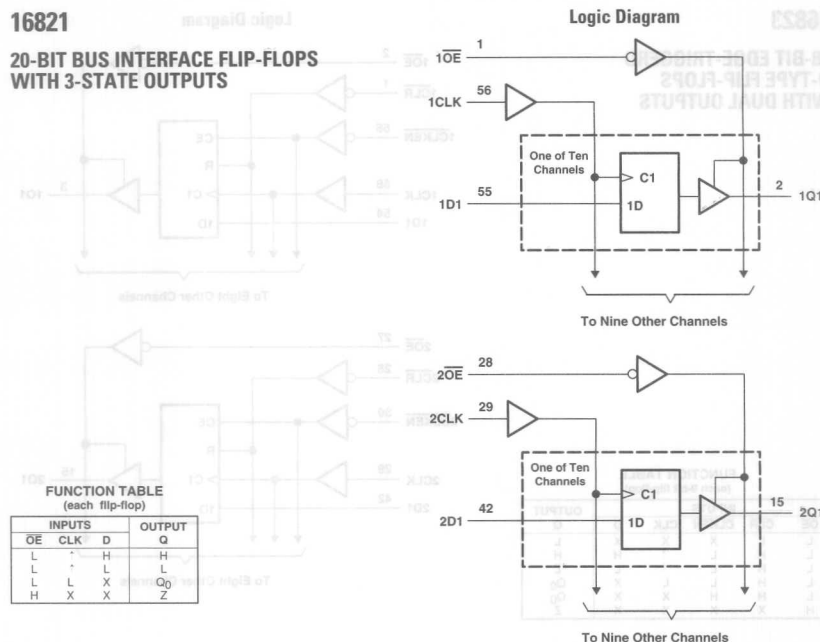 16821
20-BIT BUS INTERFACE FLIP-FLOPS
WITH 3-STATE OUTPUTS
Logic Diagram
1OE 1
1CLK 56
One of Ten
Channels
C1
1D1 55 1D 2 1Q1
To Nine Other Channels
2OE 28
2CLK 29
One of Ten
Channels
C1
2D1 42 1D 15 2Q1
To Nine Other Channels
FUNCTION TABLE
(each flip-flop)
INPUTS OUTPUT
OE CLK D Q
L H H
L L L
L L X Q0
H X X Z